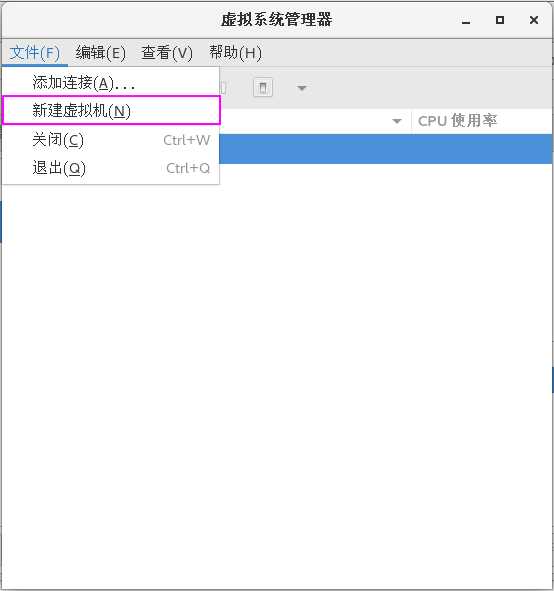 虚拟系统管理器
文件(F) 编辑(E) 查看(V) 帮助(H)
添加连接(A)...
新建虚拟机(N)
CPU 使用率
关闭(C) Ctrl+W
退出(Q) Ctrl+Q